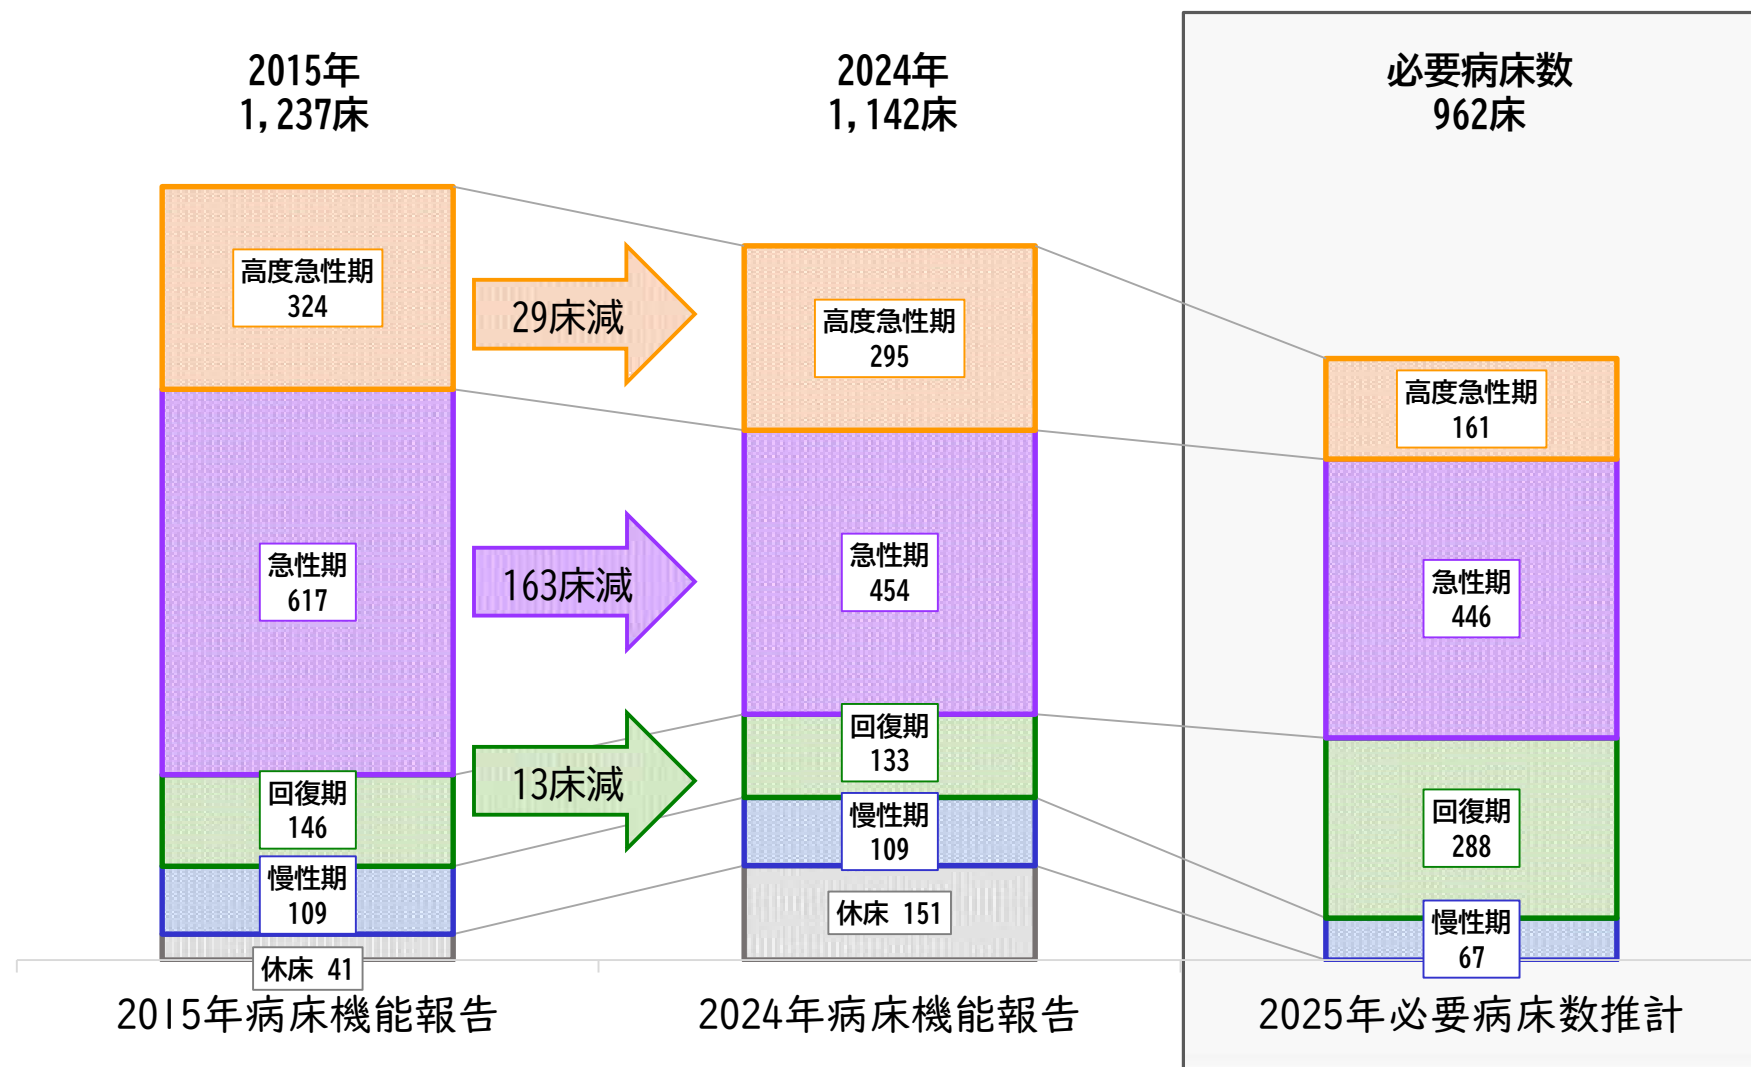 2015年
1,237床
2024年
1,142床
必要病床数
962床
高度急性期
324
29床減
高度急性期
295
高度急性期
161
急性期
617
163床減
急性期
454
急性期
446
回復期
146
13床減
回復期
133
回復期
288
慢性期
109
慢性期
109
慢性期
67
休床 41
休床 151
2015年病床機能報告
2024年病床機能報告
2025年必要病床数推計